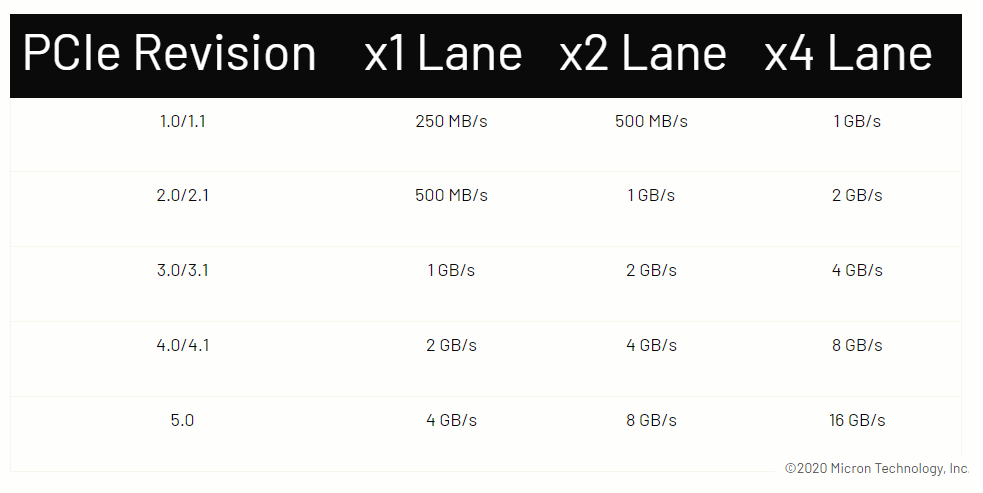 PCIe Revision x1 Lane x2 Lane x4 Lane
1.0/1.1 250 MB/s 500 MB/s 1 GB/s
2.0/2.1 500 MB/s 1 GB/s 2 GB/s
3.0/3.1 1 GB/s 2 GB/s 4 GB/s
4.0/4.1 2 GB/s 4 GB/s 8 GB/s
5.0 4 GB/s 8 GB/s 16 GB/s
©2020 Micron Technology, Inc.